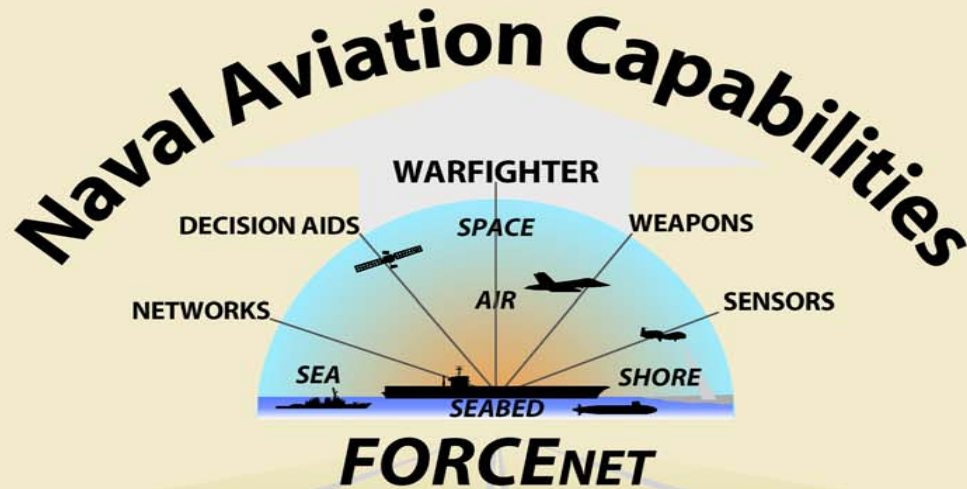 Naval Aviation Capabilities
WARFIGHTER
DECISION AIDS
SPACE
WEAPONS
AIR
NETWORKS
SENSORS
SEA
SHORE
SEABED
FORCENET